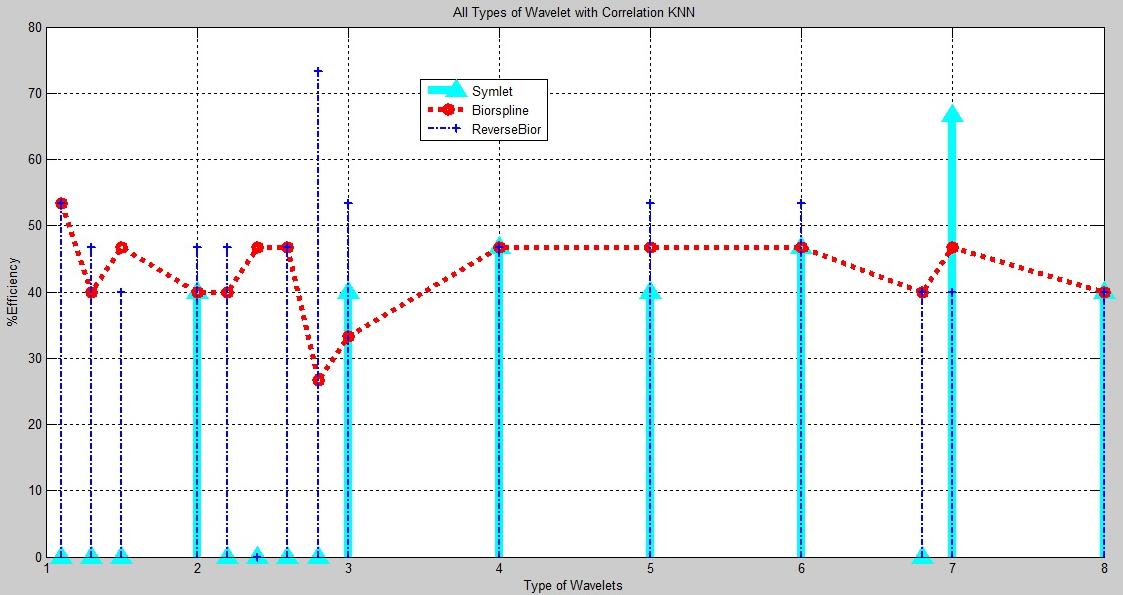 All Types of Wavelet with Correlation KNN
80
70
60
50
40
30
20
10
0
%Efficiency
Symlet
Biorspline
ReverseBior
1 2 3 4 5 6 7 8
Type of Wavelets